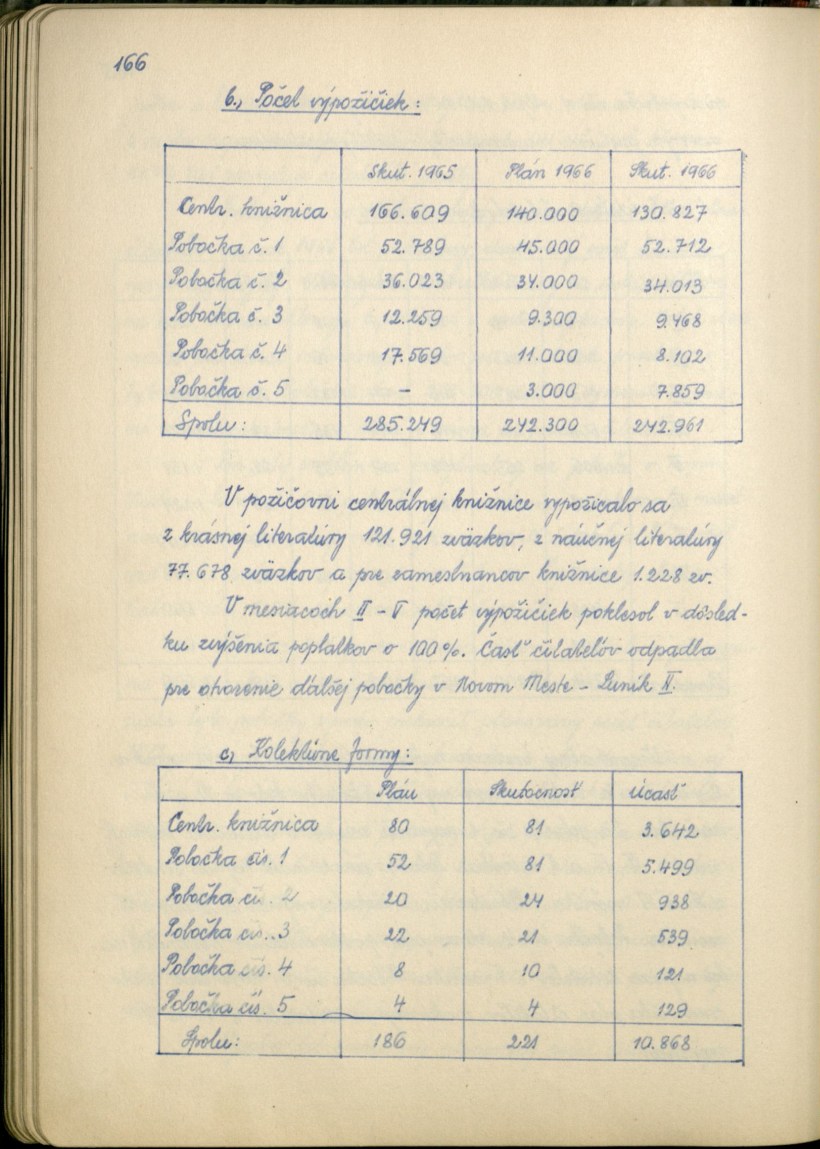 166
b., Počet výpožičiek:
Skut. 1965 Plán 1966 Skut. 1966
Centr. knižnica 166.609 140.000 130.827
Pobočka č. 1 52.789 45.000 52.712
Pobočka č. 2 36.023 34.000 34.013
Pobočka č. 3 12.259 9.300 9.468
Pobočka č. 4 17.569 11.000 8.102
Pobočka č. 5 – 3.000 7.859
Spolu: 285.249 242.300 242.961
V požičovni centrálnej knižnice vypožičalo sa
z krásnej literatúry 121.921 zväzkov, z náučnej literatúry
77.678 zväzkov a pre zamestnancov knižnice 1.228 zv.
V mesiacoch II – V počet výpožičiek poklesol v dôsled-
ku zvýšenia poplatkov o 100%. Časť čitateľov odpadla
pre otvorenie ďalšej pobočky v Novom Meste – Luník II.
c, Kolektívne formy:
Plán Skutočnosť Účasť
Centr. knižnica 80 81 3.642
Pobočka čís. 1 52 81 5.499
Pobočka čí. 2 20 24 938
Pobočka čís. 3 22 21 539
Pobočka čís. 4 8 10 121
Pobočka čís. 5 4 4 129
Spolu: 186 221 10.868